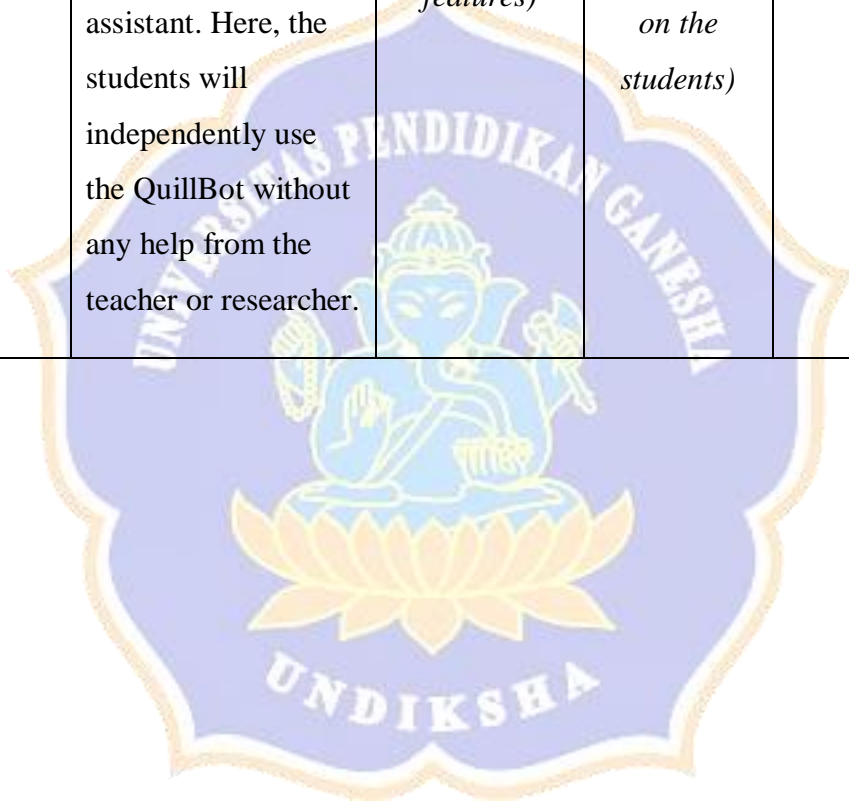 features)
assistant. Here, the
on the
students will
students)
independently use
the QuillBot without
any help from the
teacher or researcher.
UNIVERSITAS PENDIDIKAN GANESHA
UNDIKSHA